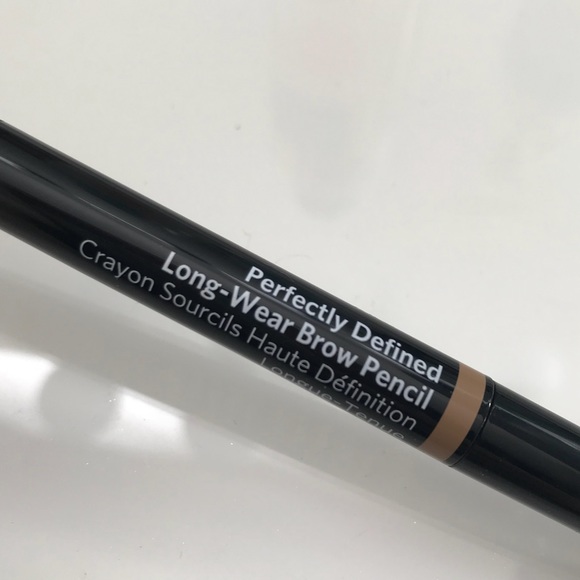 Perfectly Defined
Long-Wear Brow Pencil
Crayon Sourcils Haute Définition
Longue-Tenue